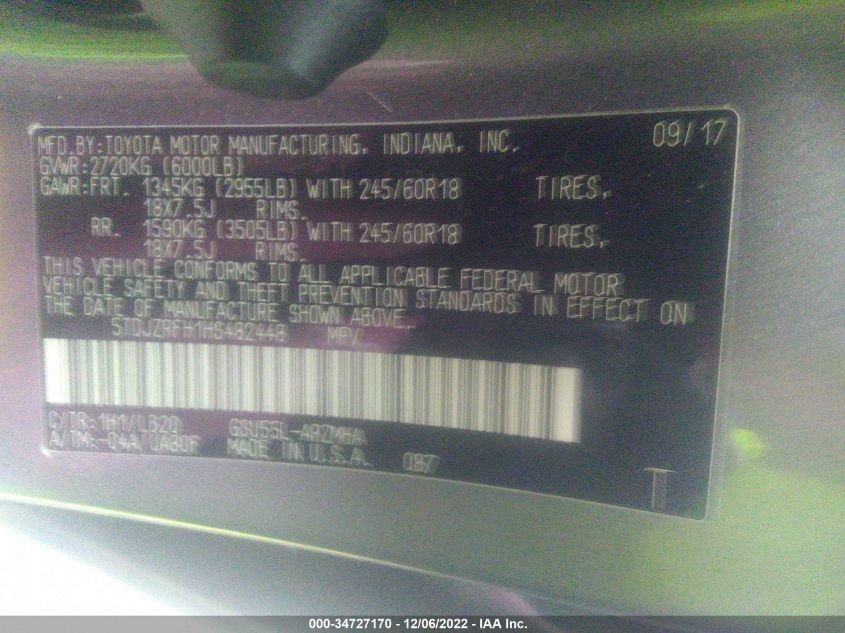 MFD.BY:TOYOTA MOTOR MANUFACTURING, INDIANA, INC. 09/17
GVWR:2720KG (6000LB)
GAWR:FRT. 1345KG (2955LB) WITH 245/60R18 TIRES,
18X7.5J RIMS.
RR. 1590KG (3505LB) WITH 245/60R18 TIRES,
18X7.5J RIMS.
THIS VEHICLE CONFORMS TO ALL APPLICABLE FEDERAL MOTOR
VEHICLE SAFETY AND THEFT PREVENTION STANDARDS IN EFFECT ON
THE DATE OF MANUFACTURE SHOWN ABOVE.
5TDJZRFH1HS482448 MPV
C/TR:1H1/LB20 GSU55L-ARZMHA
A/TM:-04A/UA80F MADE IN U.S.A. 087
T
000-34727170 - 12/06/2022 - IAA Inc.